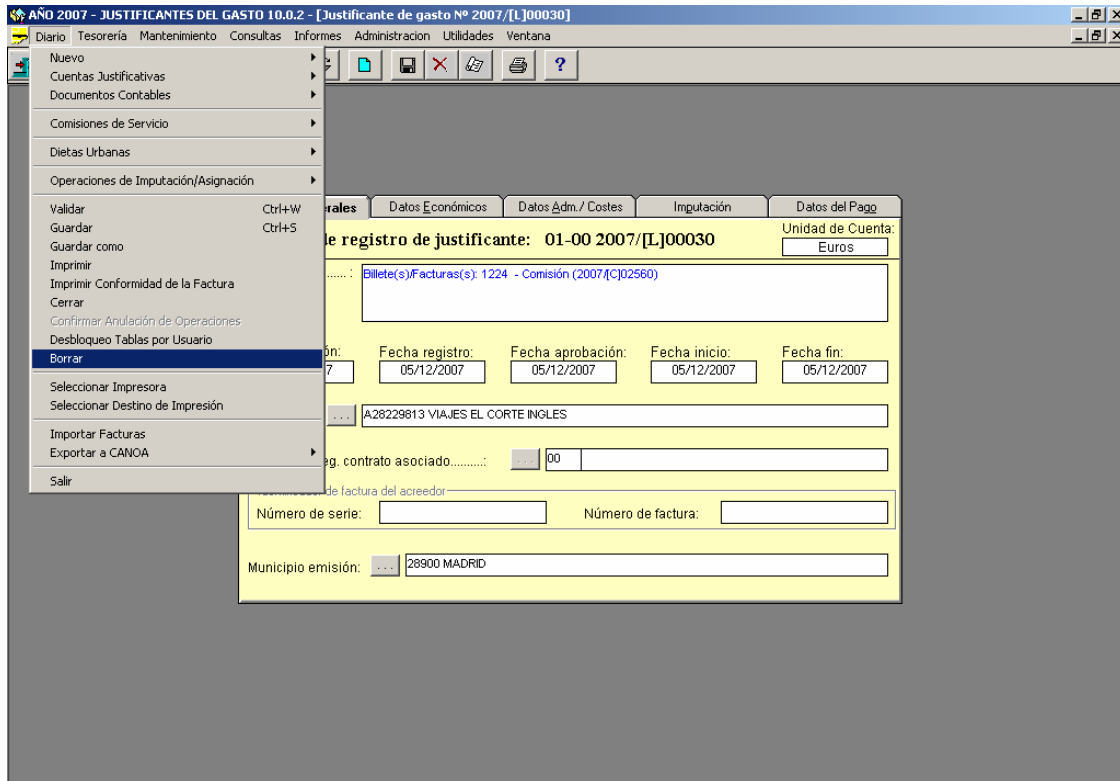 AÑO 2007 - JUSTIFICANTES DEL GASTO 10.0.2 - [Justificante de gasto Nº 2007/[L]00030]
Diario Tesorería Mantenimiento Consultas Informes Administracion Utilidades Ventana
Nuevo
Cuentas Justificativas
Documentos Contables
Comisiones de Servicio
Dietas Urbanas
Operaciones de Imputación/Asignación
Validar Ctrl+W
Guardar Ctrl+S
Guardar como
Imprimir
Imprimir Conformidad de la Factura
Cerrar
Confirmar Anulación de Operaciones
Desbloqueo Tablas por Usuario
Borrar
Seleccionar Impresora
Seleccionar Destino de Impresión
Importar Facturas
Exportar a CANOA
Salir
erales Datos Económicos Datos Adm./ Costes Imputación Datos del Pago
de registro de justificante: 01-00 2007/[L]00030
Unidad de Cuenta:
Euros
..... : Billete(s)/Facturas(s): 1224 - Comisión (2007/[C]02560)
ón: Fecha registro: Fecha aprobación: Fecha inicio: Fecha fin:
7 05/12/2007 05/12/2007 05/12/2007 05/12/2007
... A28229813 VIAJES EL CORTE INGLES
eg. contrato asociado.........: ... 00
de factura del acreedor
Número de serie: Número de factura:
Municipio emisión: ... 28900 MADRID